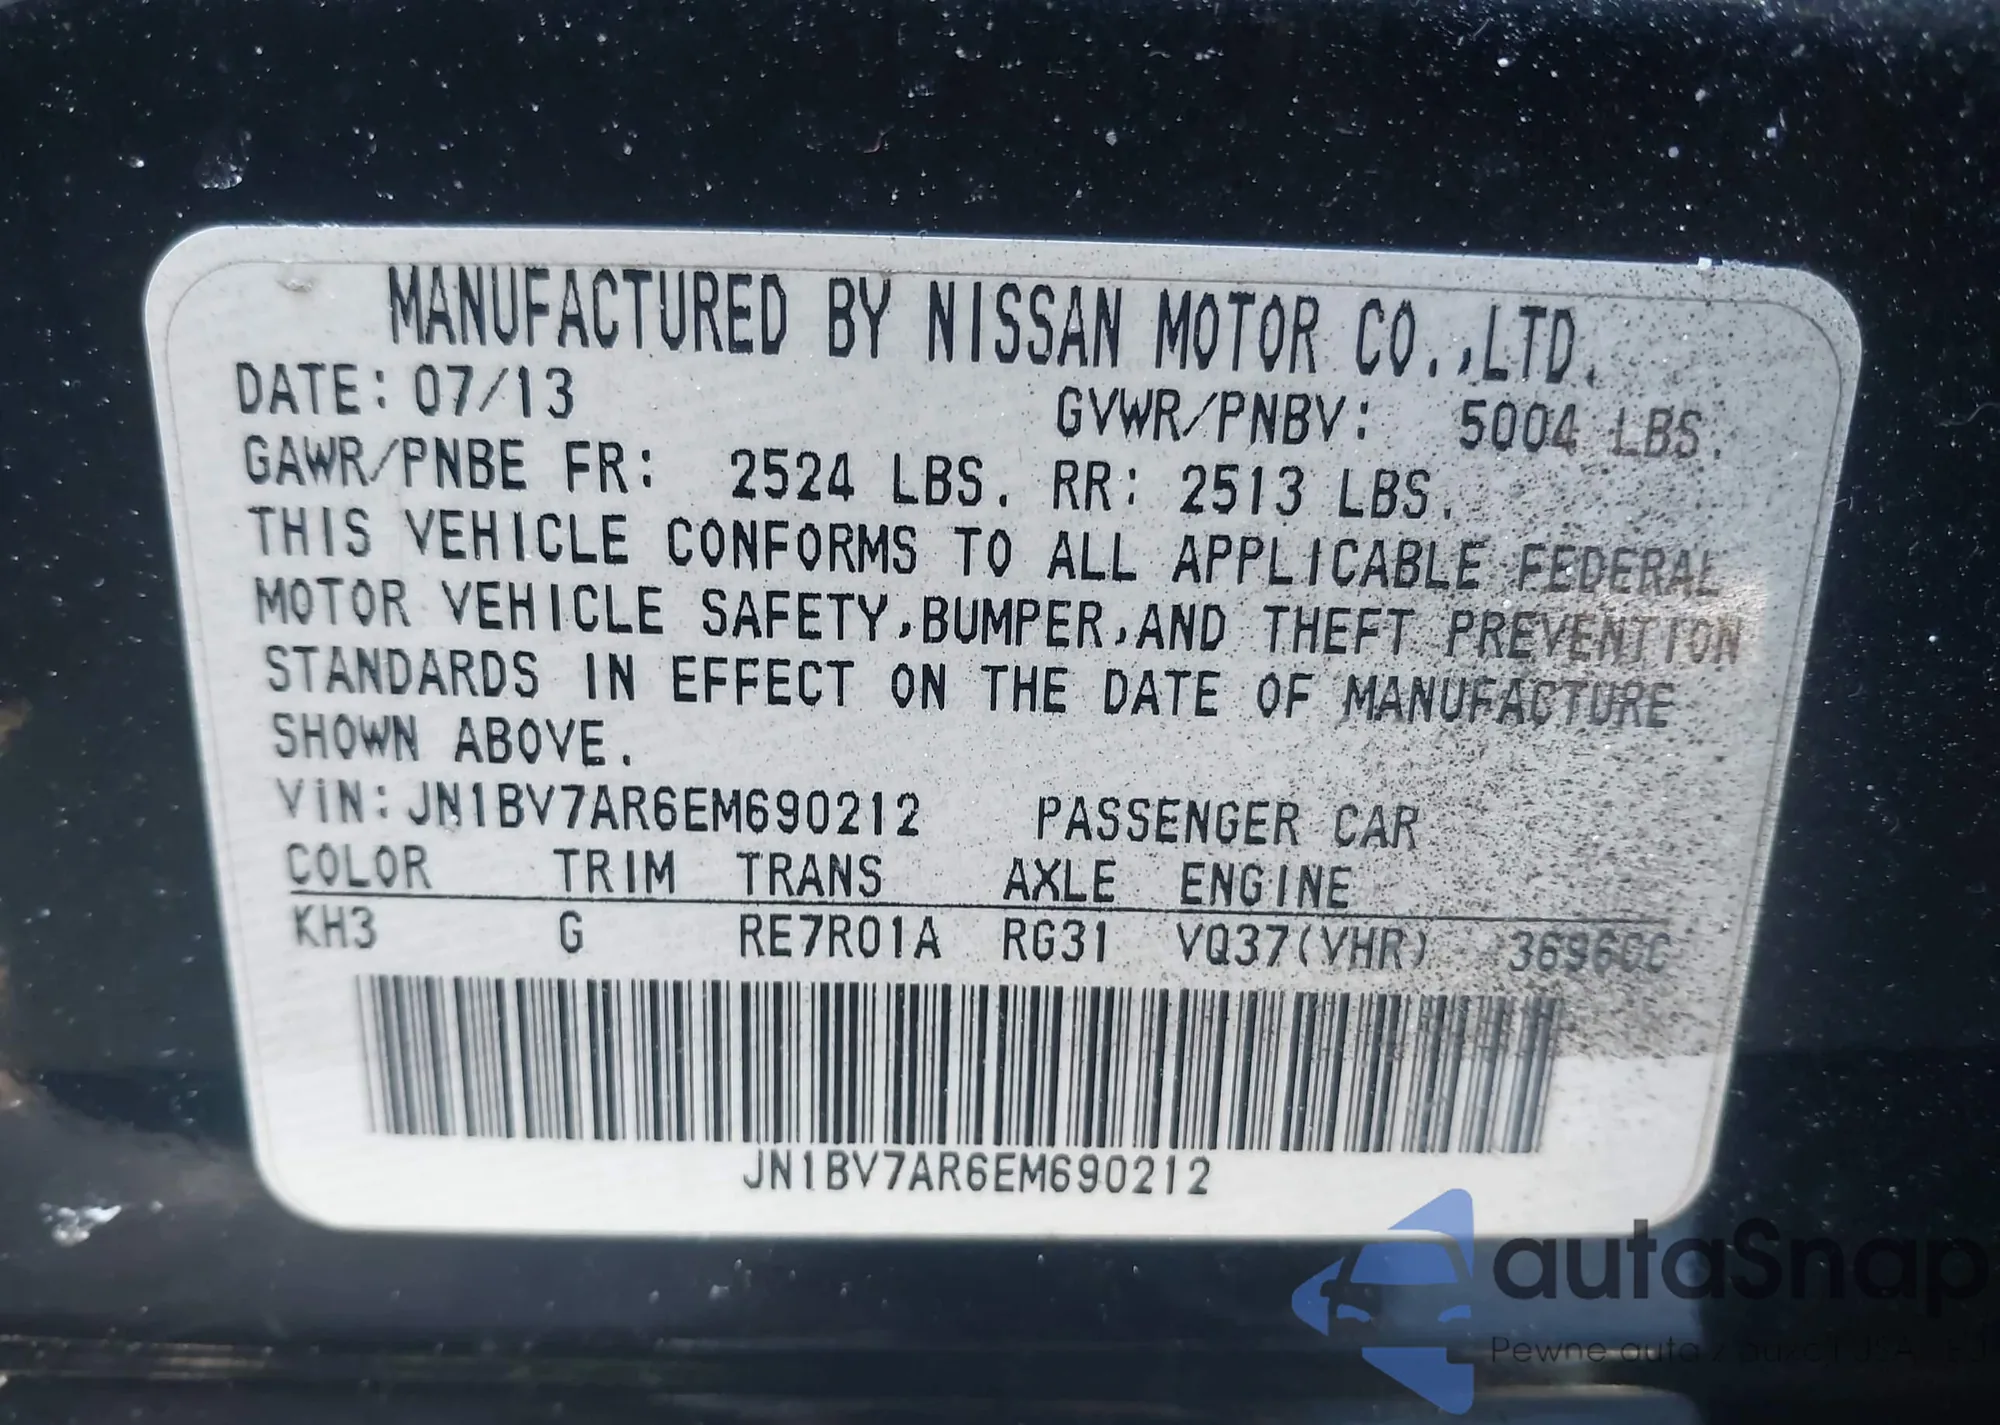 MANUFACTURED BY NISSAN MOTOR CO.,LTD.
DATE: 07/13 GVWR/PNBV: 5004 LBS.
GAWR/PNBE FR: 2524 LBS. RR: 2513 LBS.
THIS VEHICLE CONFORMS TO ALL APPLICABLE FEDERAL
MOTOR VEHICLE SAFETY,BUMPER,AND THEFT PREVENTION
STANDARDS IN EFFECT ON THE DATE OF MANUFACTURE
SHOWN ABOVE.
VIN:JN1BV7AR6EM690212 PASSENGER CAR
COLOR TRIM TRANS AXLE ENGINE
KH3 G RE7R01A RG31 VQ37(VHR) 3696CC
JN1BV7AR6EM690212
autaSnap
Pewne auta z